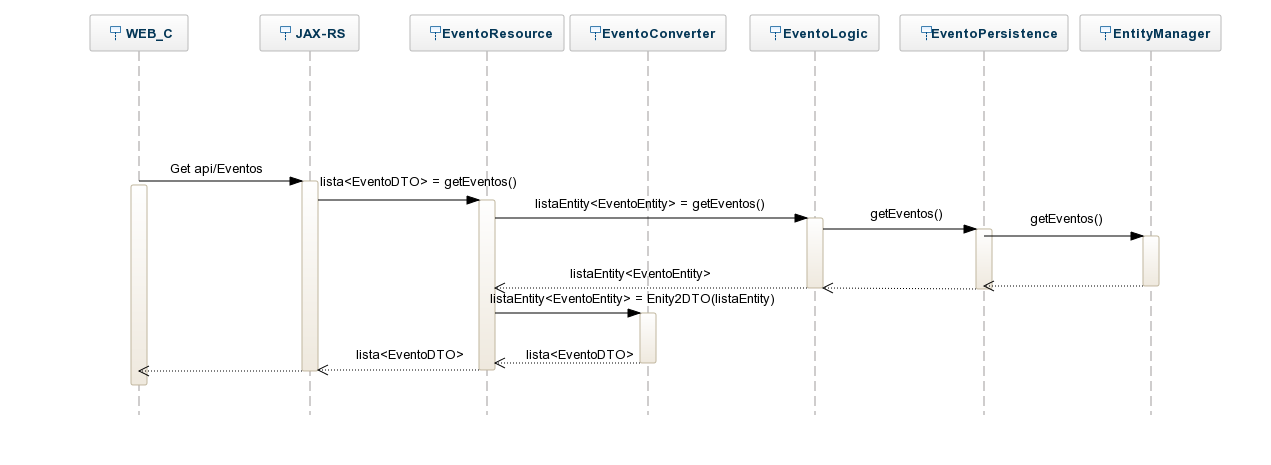 WEB_C
JAX-RS
EventoResource
EventoConverter
EventoLogic
EventoPersistence
EntityManager
Get api/Eventos
lista<EventoDTO> = getEventos()
listaEntity<EventoEntity> = getEventos()
getEventos()
getEventos()
listaEntity<EventoEntity>
listaEntity<EventoEntity> = Enity2DTO(listaEntity)
lista<EventoDTO>
lista<EventoDTO>